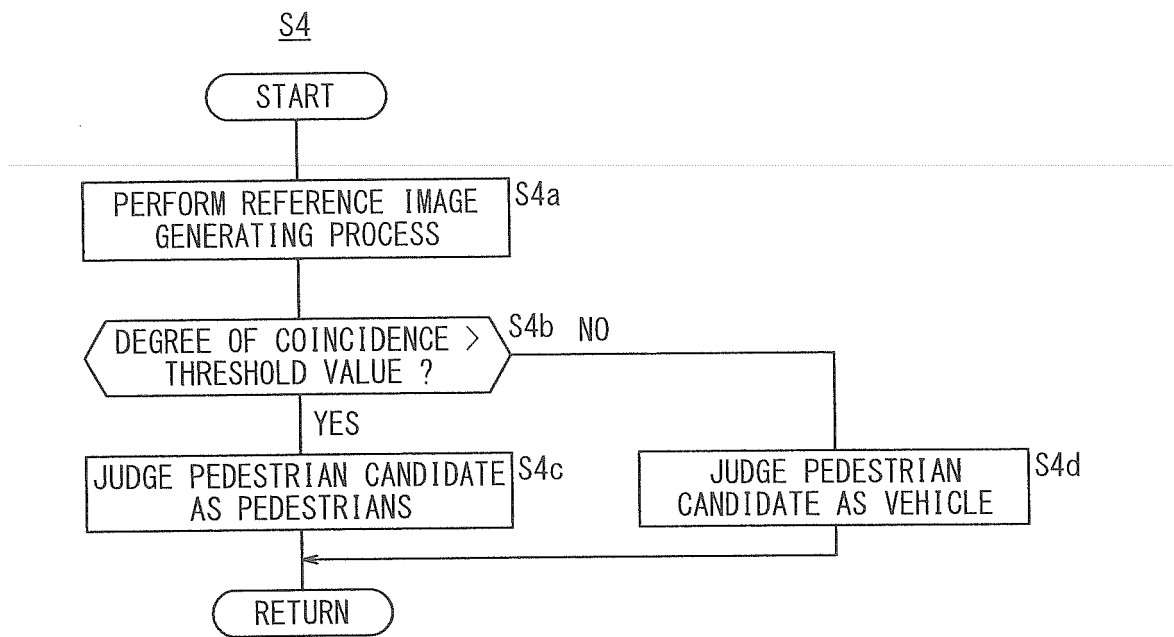 S4
START
PERFORM REFERENCE IMAGE
GENERATING PROCESS
S4a
DEGREE OF COINCIDENCE >
THRESHOLD VALUE ?
S4b
NO
YES
JUDGE PEDESTRIAN CANDIDATE
AS PEDESTRIANS
S4c
JUDGE PEDESTRIAN
CANDIDATE AS VEHICLE
S4d
RETURN